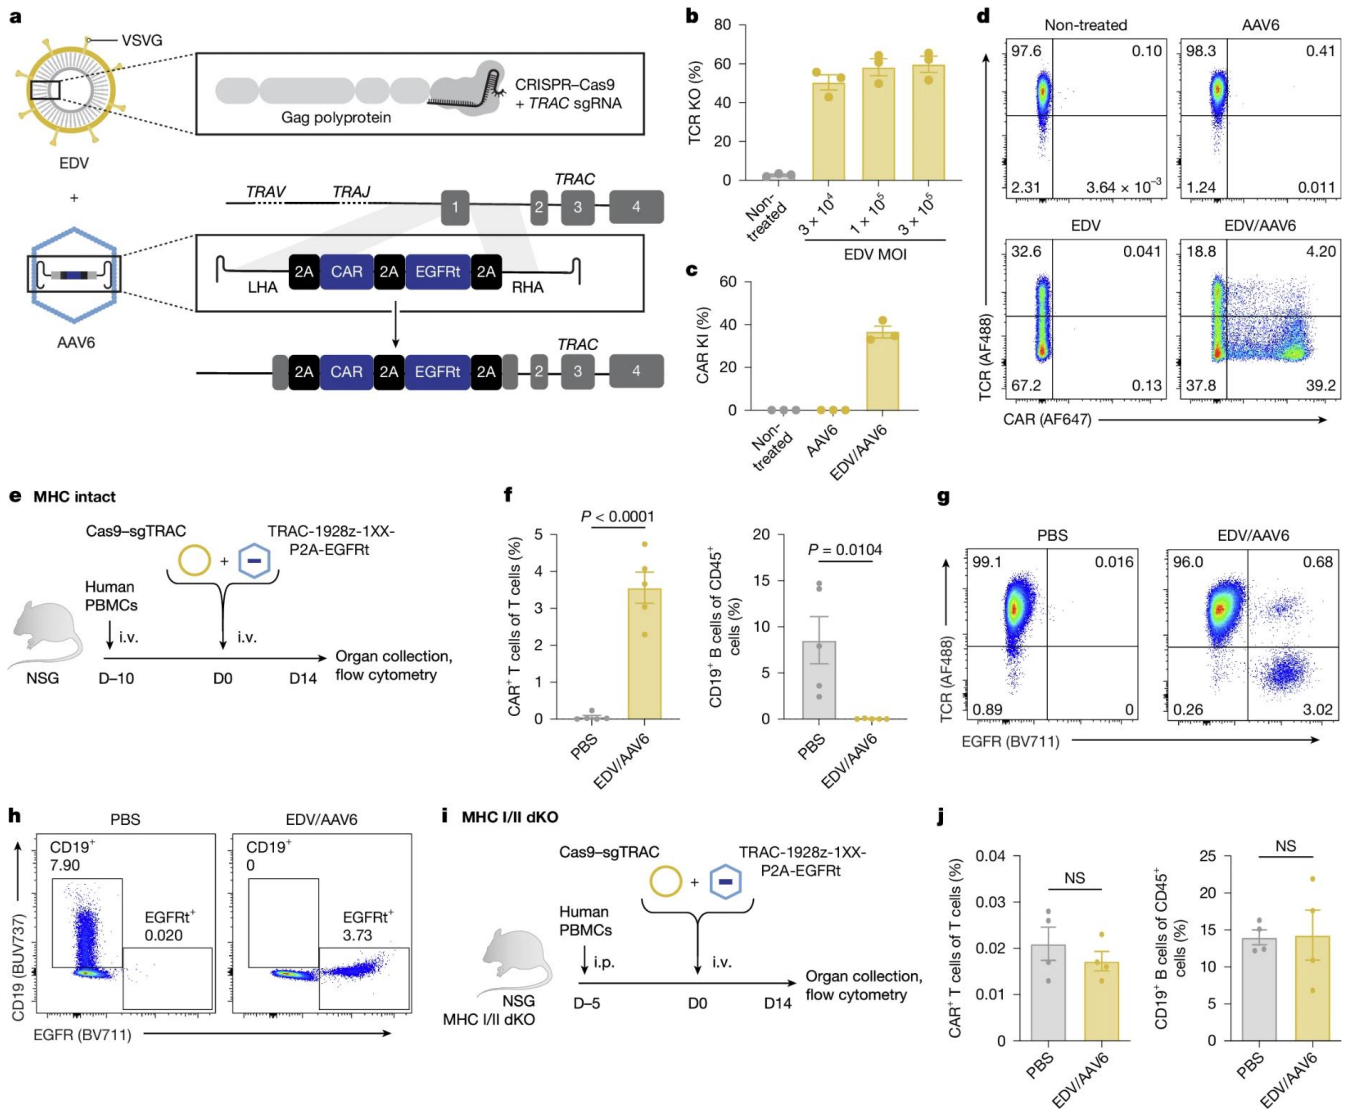 a
VSVG
EDV
+
AAV6
CRISPR–Cas9
+ TRAC sgRNA
Gag polyprotein
TRAV TRAJ TRAC
1 2 3 4
2A CAR 2A EGFRt 2A
LHA RHA
TRAC
2A CAR 2A EGFRt 2A 2 3 4
b
TCR KO (%)
80
60
40
20
0
Non-
treated
3 × 10⁴
1 × 10⁵
3 × 10⁵
EDV MOI
c
CAR KI (%)
60
40
20
0
Non-
treated
AAV6
EDV/AAV6
d
Non-treated AAV6
97.6 0.10 98.3 0.41
2.31 3.64 × 10⁻³ 1.24 0.011
EDV EDV/AAV6
32.6 0.041 18.8 4.20
67.2 0.13 37.8 39.2
TCR (AF488)
CAR (AF647)
e MHC intact
Cas9–sgTRAC + TRAC-1928z-1XX-
P2A-EGFRt
Human
PBMCs
i.v. i.v.
NSG
D–10 D0 D14
Organ collection,
flow cytometry
f
CAR⁺ T cells of T cells (%)
P < 0.0001
5
4
3
2
1
0
PBS
EDV/AAV6
CD19⁺ B cells of CD45⁺
cells (%)
P = 0.0104
20
15
10
5
0
PBS
EDV/AAV6
g
PBS EDV/AAV6
99.1 0.016 96.0 0.68
0.89 0 0.26 3.02
TCR (AF488)
EGFR (BV711)
h
PBS EDV/AAV6
CD19⁺
7.90
EGFRt⁺
0.020
CD19⁺
0
EGFRt⁺
3.73
CD19 (BUV737)
EGFR (BV711)
i MHC I/II dKO
Cas9–sgTRAC + TRAC-1928z-1XX-
P2A-EGFRt
Human
PBMCs
i.p. i.v.
NSG
MHC I/II dKO
D–5 D0 D14
Organ collection,
flow cytometry
j
CAR⁺ T cells of T cells (%)
NS
0.04
0.03
0.02
0.01
0
PBS
EDV/AAV6
CD19⁺ B cells of CD45⁺
cells (%)
NS
25
20
15
10
5
0
PBS
EDV/AAV6